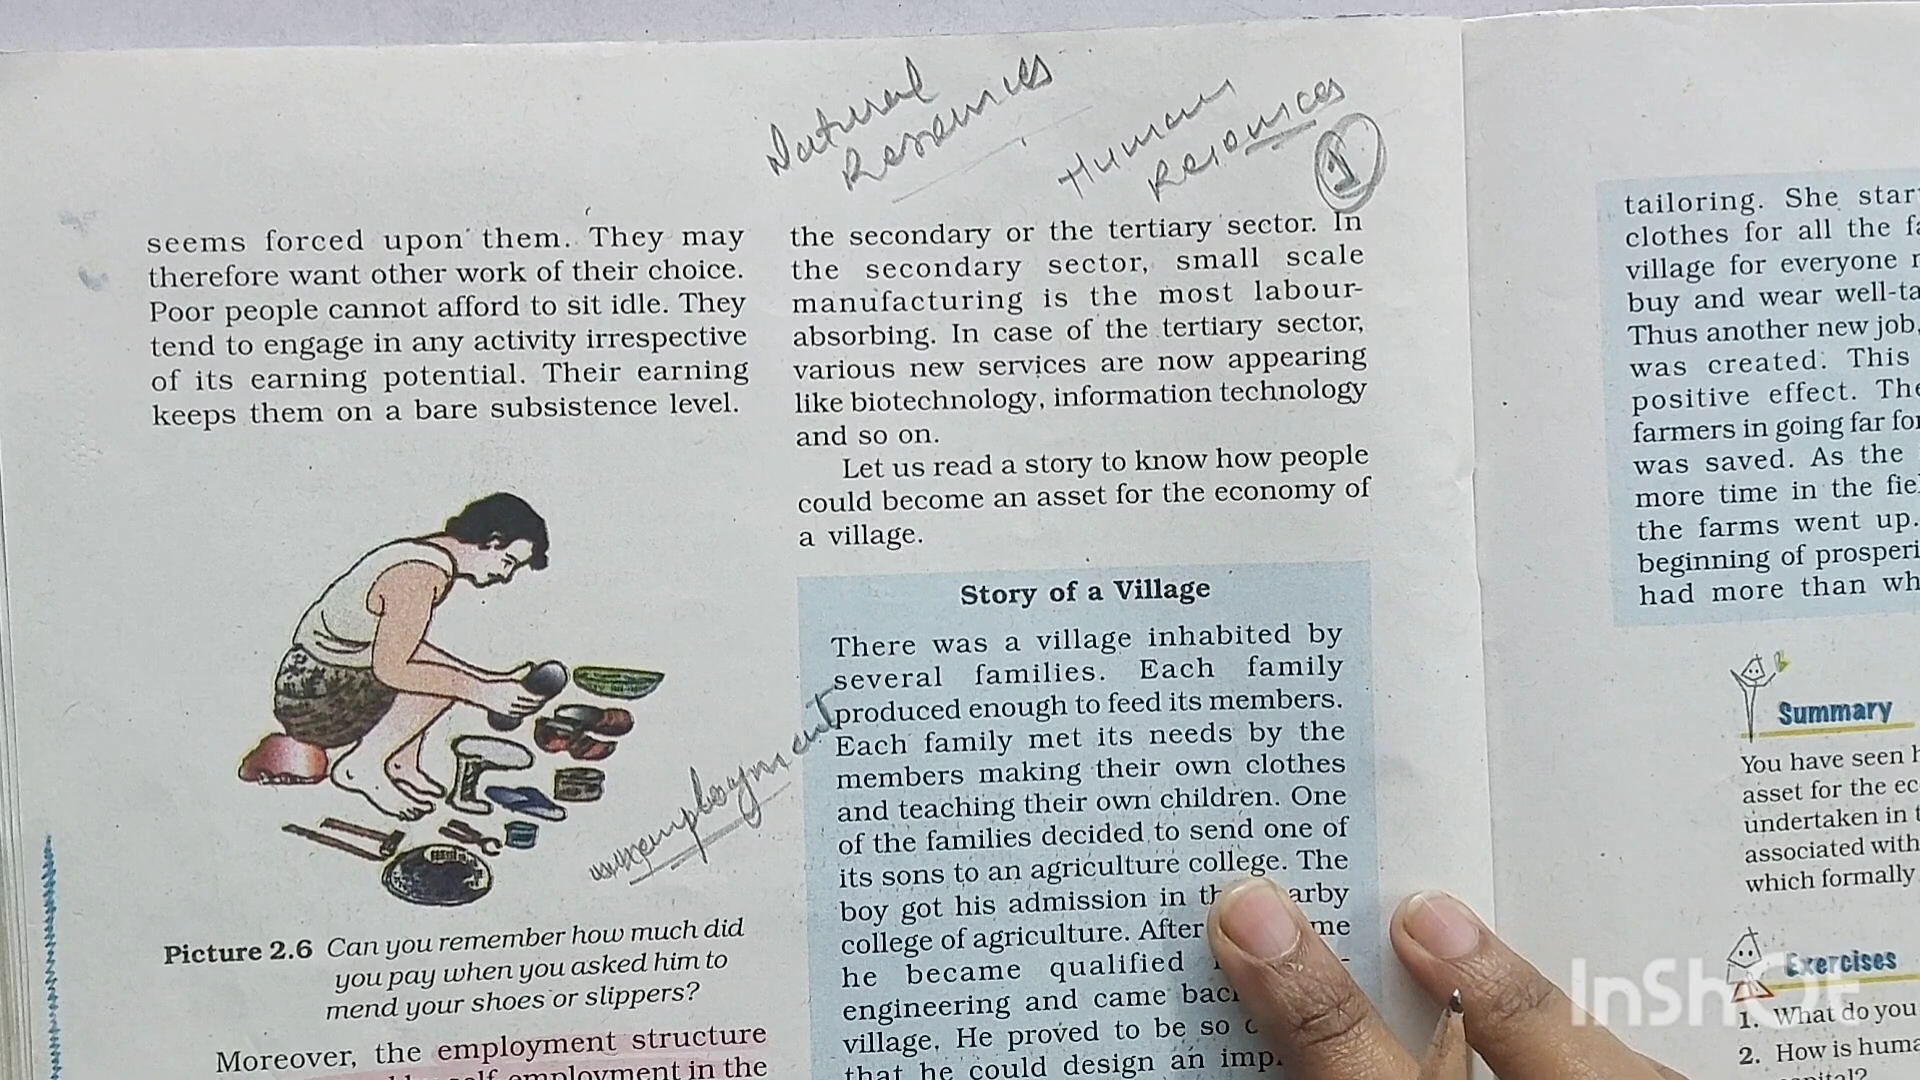 Natural
Resources
Human
Resources
1
seems forced upon them. They may
therefore want other work of their choice.
Poor people cannot afford to sit idle. They
tend to engage in any activity irrespective
of its earning potential. Their earning
keeps them on a bare subsistence level.
Picture 2.6 Can you remember how much did
you pay when you asked him to
mend your shoes or slippers?
Moreover, the employment structure
self-employment in the
unemployment
the secondary or the tertiary sector. In
the secondary sector, small scale
manufacturing is the most labour-
absorbing. In case of the tertiary sector,
various new services are now appearing
like biotechnology, information technology
and so on.
Let us read a story to know how people
could become an asset for the economy of
a village.
Story of a Village
There was a village inhabited by
several families. Each family
produced enough to feed its members.
Each family met its needs by the
members making their own clothes
and teaching their own children. One
of the families decided to send one of
its sons to an agriculture college. The
boy got his admission in
college of agriculture. After
he became qualified
engineering and came
village. He proved to be so
that he could design an
tailoring. She
clothes for all the
village for everyone
buy and wear
Thus another new job,
was created. This
positive effect. The
farmers in going far
was saved. As the
more time in the
the farms went up.
beginning of
had more than
Summary
You have seen
asset for the
undertaken in
associated with
which formally
Exercises
1. What do you
2. How is
InShOt